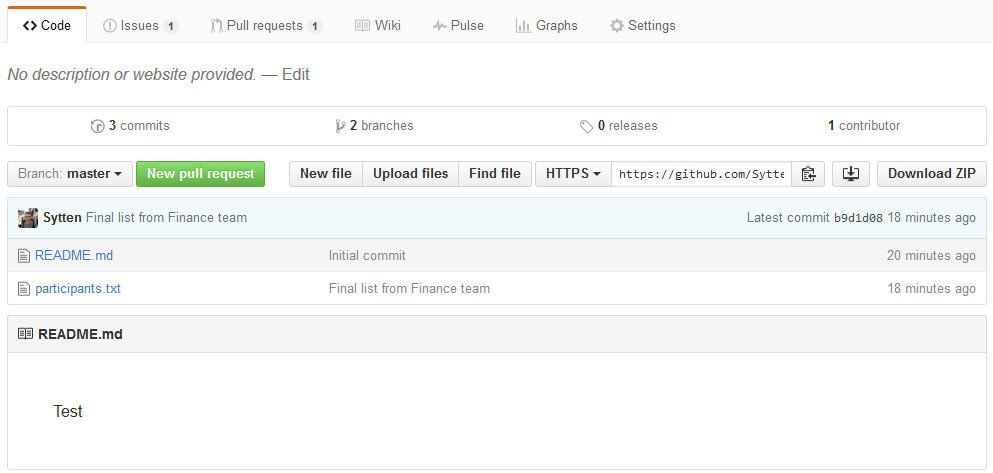 Code Issues 1 Pull requests 1 Wiki Pulse Graphs Settings
No description or website provided. — Edit
3 commits 2 branches 0 releases 1 contributor
Branch: master New pull request New file Upload files Find file HTTPS https://github.com/Sytte Download ZIP
Sytten Final list from Finance team Latest commit b9d1d08 18 minutes ago
README.md Initial commit 20 minutes ago
participants.txt Final list from Finance team 18 minutes ago
README.md
Test